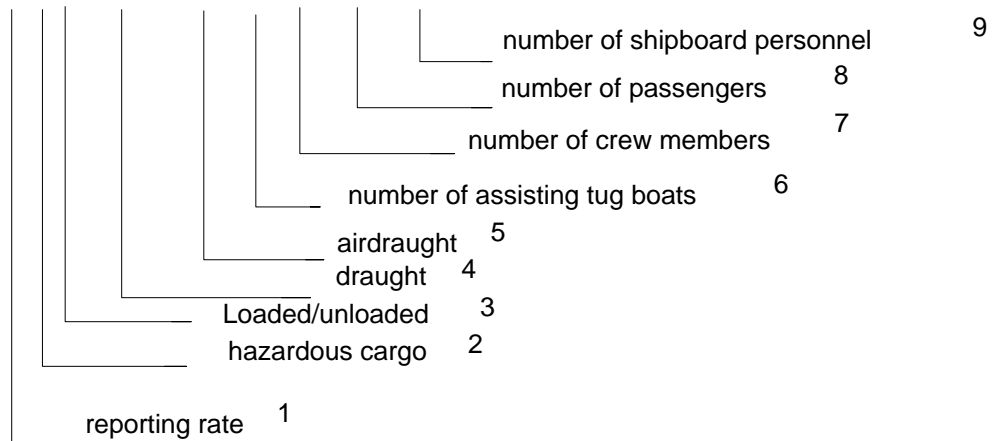 number of shipboard personnel 9
number of passengers 8
number of crew members 7
number of assisting tug boats 6
airdraught 5
draught 4
Loaded/unloaded 3
hazardous cargo 2
reporting rate 1